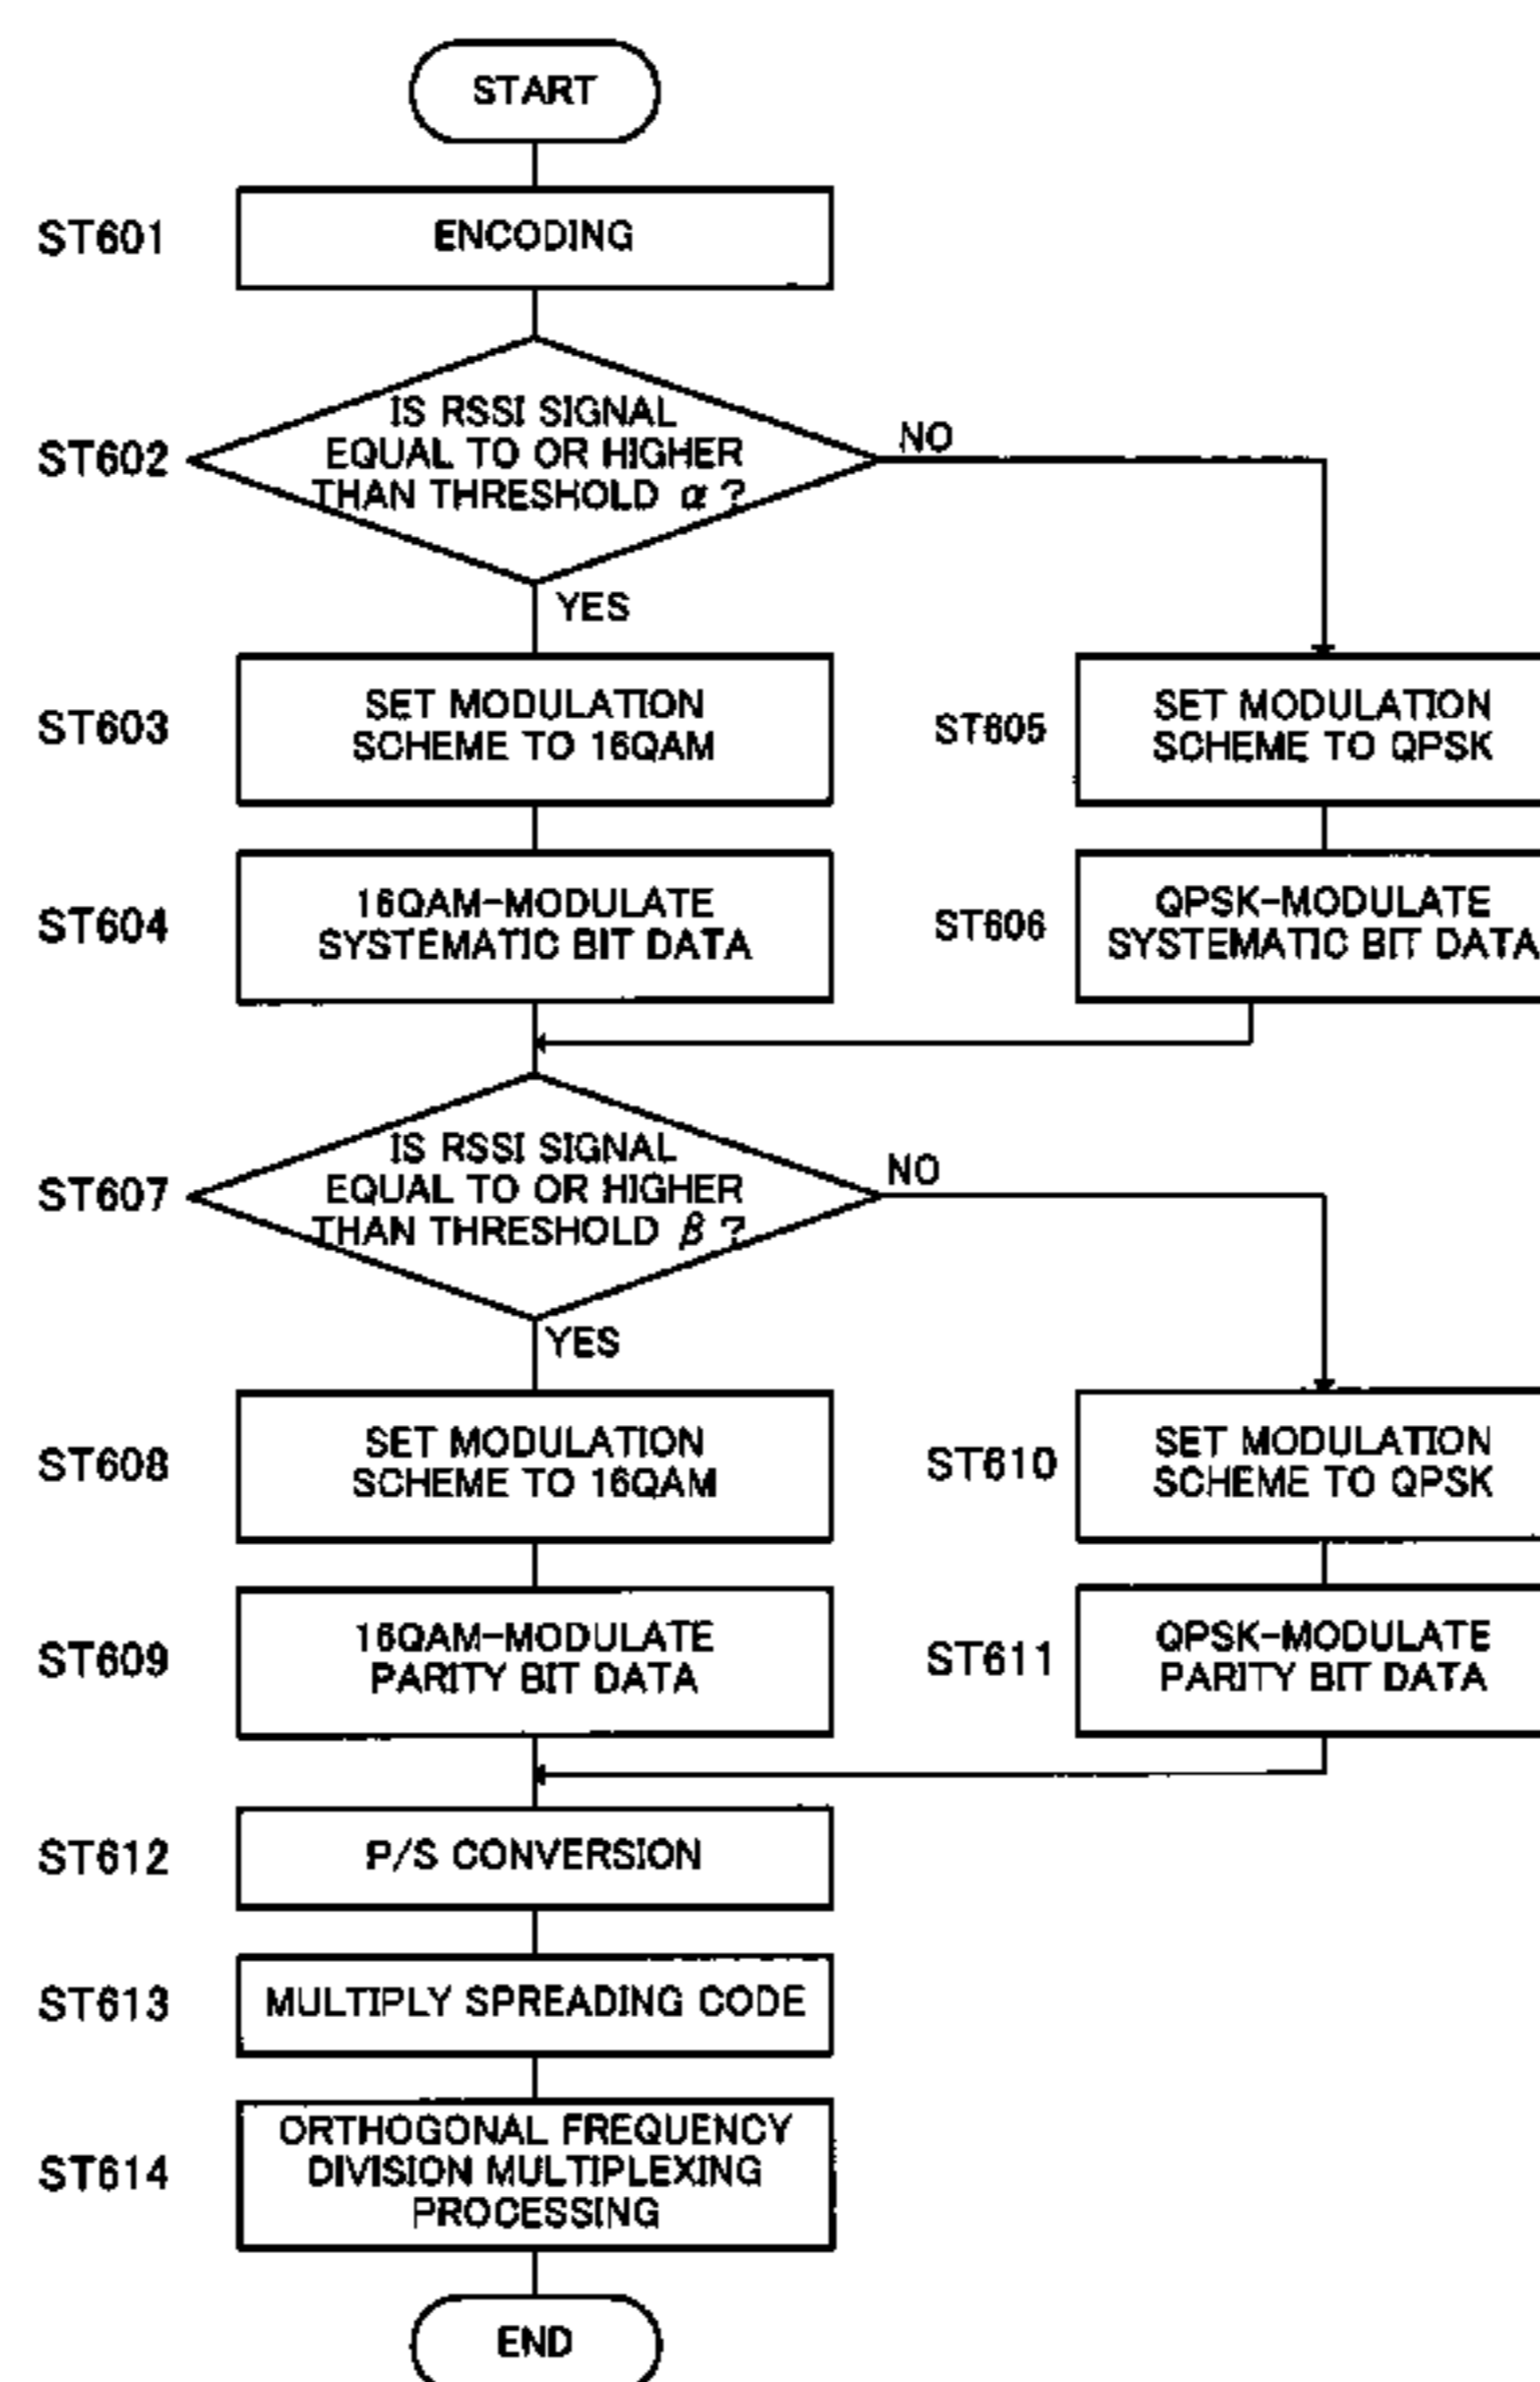 START
ST601
ENCODING
ST602
IS RSSI SIGNAL
EQUAL TO OR HIGHER
THAN THRESHOLD α ?
NO
YES
ST603
SET MODULATION
SCHEME TO 16QAM
ST605
SET MODULATION
SCHEME TO QPSK
ST604
16QAM-MODULATE
SYSTEMATIC BIT DATA
ST606
QPSK-MODULATE
SYSTEMATIC BIT DATA
ST607
IS RSSI SIGNAL
EQUAL TO OR HIGHER
THAN THRESHOLD β ?
NO
YES
ST608
SET MODULATION
SCHEME TO 16QAM
ST610
SET MODULATION
SCHEME TO QPSK
ST609
16QAM-MODULATE
PARITY BIT DATA
ST611
QPSK-MODULATE
PARITY BIT DATA
ST612
P/S CONVERSION
ST613
MULTIPLY SPREADING CODE
ST614
ORTHOGONAL FREQUENCY
DIVISION MULTIPLEXING
PROCESSING
END